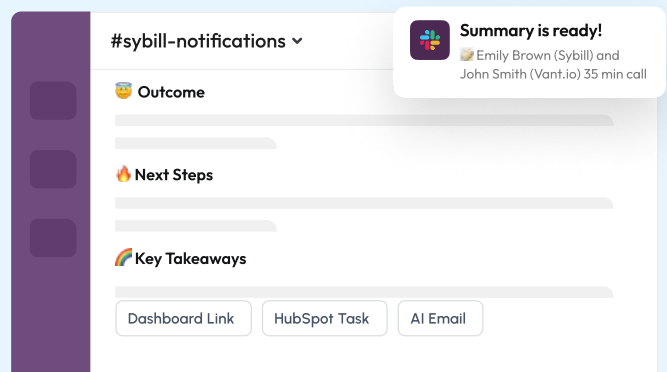 #sybill-notifications
Summary is ready!
Emily Brown (Sybill) and
John Smith (Vant.io) 35 min call
Outcome
Next Steps
Key Takeaways
Dashboard Link
HubSpot Task
AI Email